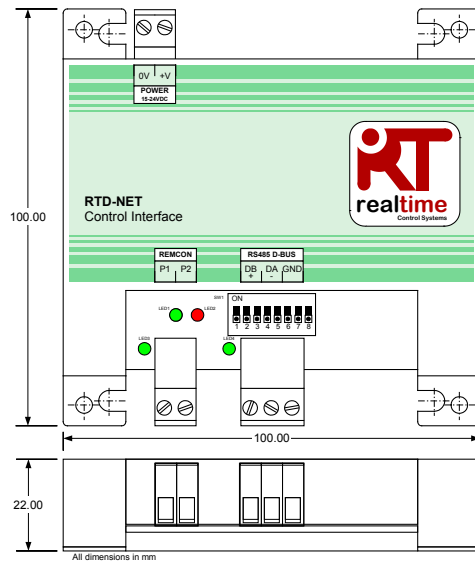 0V +V
POWER
15-24VDC
RT
realtime
Control Systems
RTD-NET
Control Interface
100.00
REMCON
RS485 D-BUS
P1 P2
DB DA GND
+ -
SW1
ON
LED1
LED2
1 2 3 4 5 6 7 8
LED3
LED4
100.00
22.00
All dimensions in mm